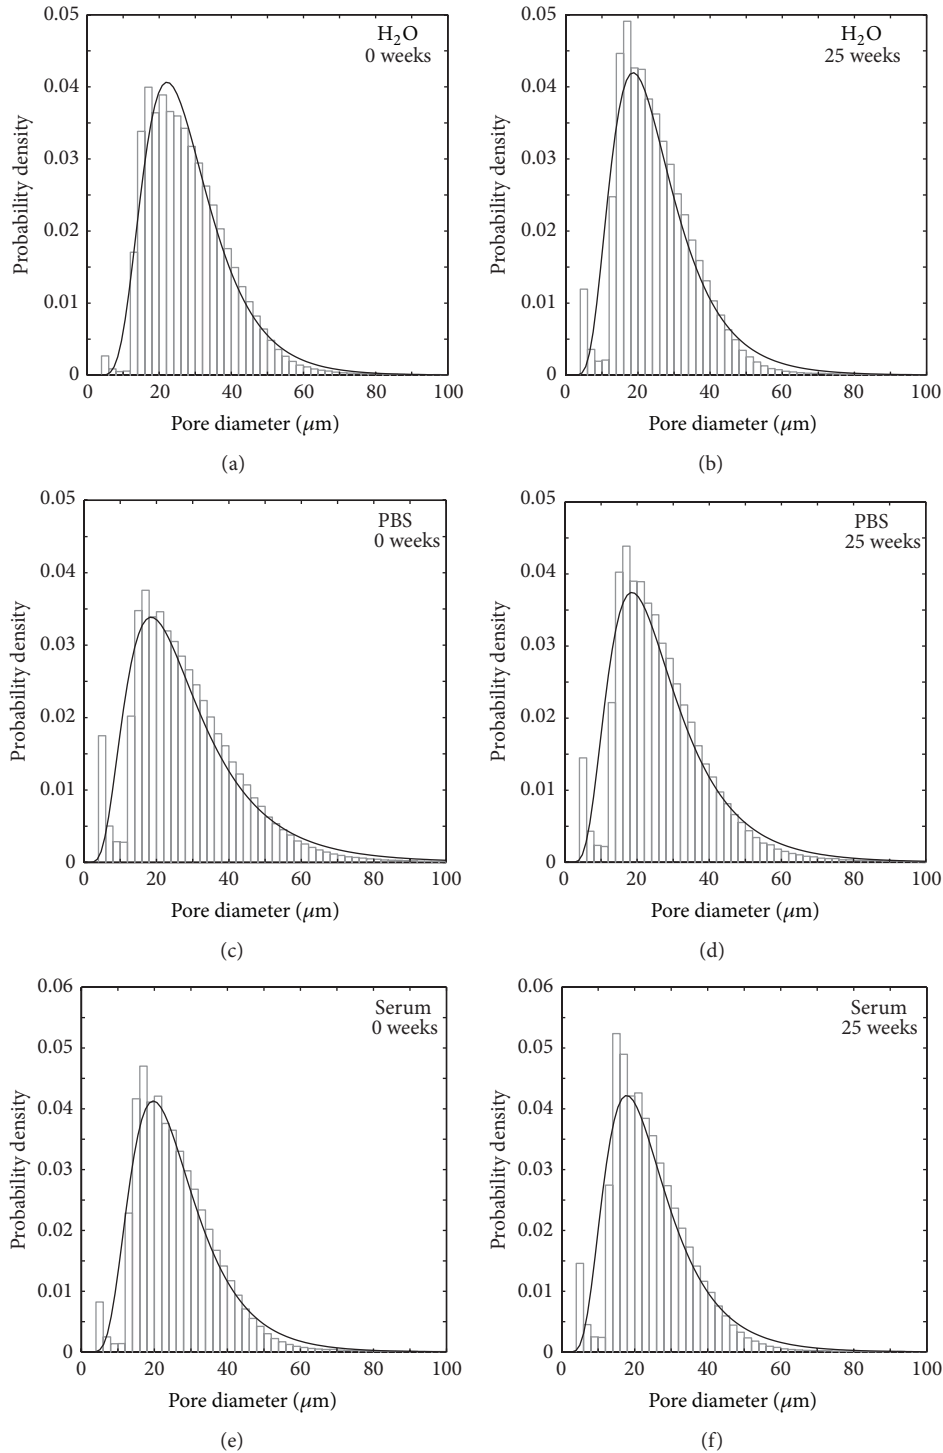 0.05
0.04
0.03
0.02
0.01
0
Probability density
H₂O
0 weeks
0 20 40 60 80 100
Pore diameter (μm)
(a)
0.05
0.04
0.03
0.02
0.01
0
Probability density
H₂O
25 weeks
0 20 40 60 80 100
Pore diameter (μm)
(b)
0.05
0.04
0.03
0.02
0.01
0
Probability density
PBS
0 weeks
0 20 40 60 80 100
Pore diameter (μm)
(c)
0.05
0.04
0.03
0.02
0.01
0
Probability density
PBS
25 weeks
0 20 40 60 80 100
Pore diameter (μm)
(d)
0.06
0.05
0.04
0.03
0.02
0.01
0
Probability density
Serum
0 weeks
0 20 40 60 80 100
Pore diameter (μm)
(e)
0.06
0.05
0.04
0.03
0.02
0.01
0
Probability density
Serum
25 weeks
0 20 40 60 80 100
Pore diameter (μm)
(f)